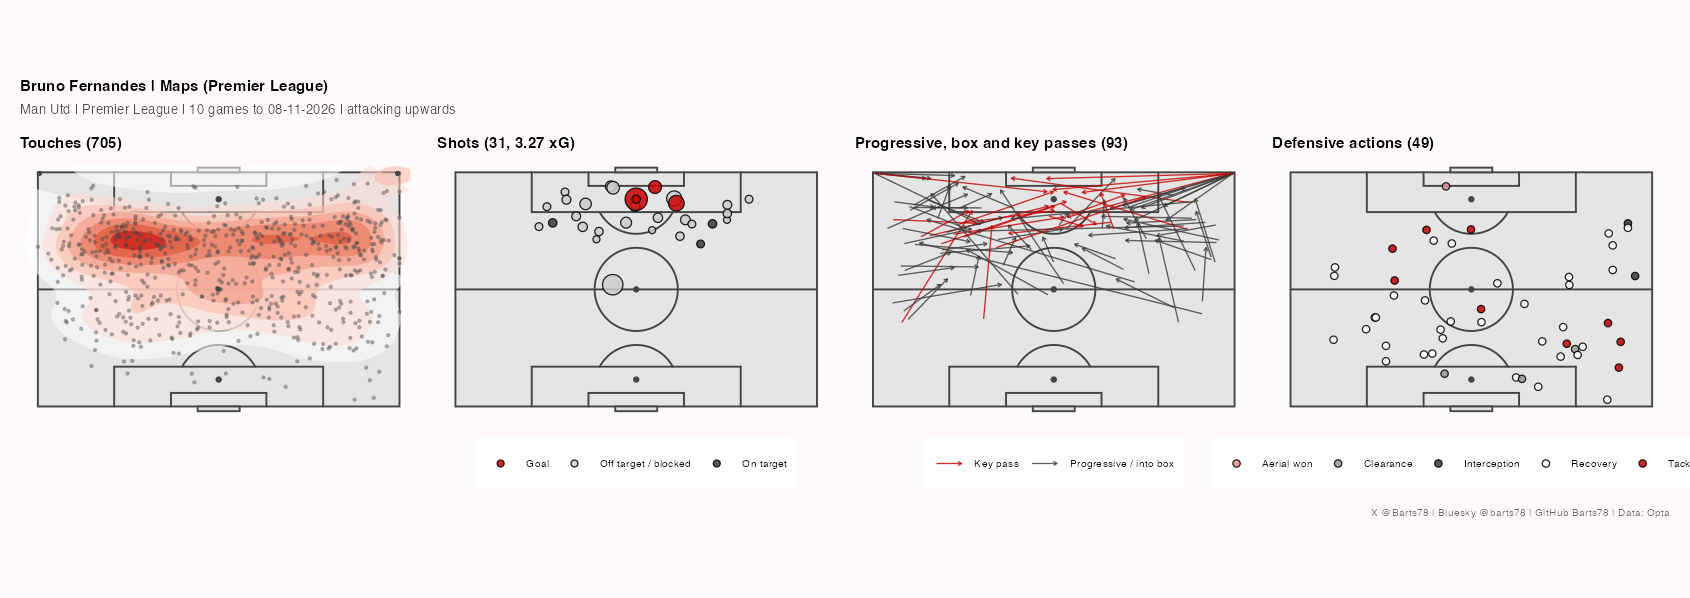 Bruno Fernandes | Maps (Premier League)
Man Utd | Premier League | 10 games to 08-11-2026 | attacking upwards
Touches (705)
Shots (31, 3.27 xG)
Progressive, box and key passes (93)
Defensive actions (49)
Goal
Off target / blocked
On target
Key pass
Progressive / into box
Aerial won
Clearance
Interception
Recovery
Tack
X @Barts78 | Bluesky @barts78 | GitHub Barts78 | Data: Opta